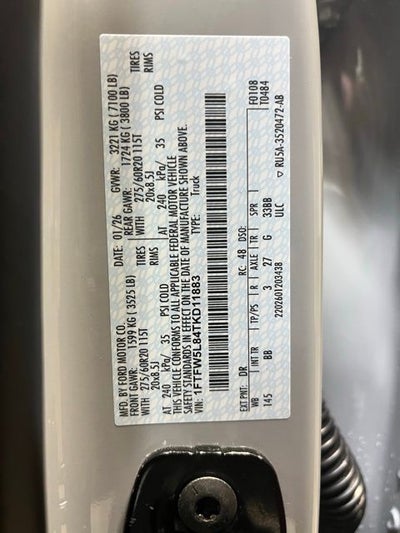 MFD. BY FORD MOTOR CO.
DATE: 01/26 GVWR: 3221 KG ( 7100 LB)
FRONT GAWR: 1599 KG ( 3525 LB) REAR GAWR: 1724 KG ( 3800 LB)
WITH 275/60R20 115T TIRES WITH 275/60R20 115T TIRES
20x8.5J RIMS 20x8.5J RIMS
AT 240 kPa/ 35 PSI COLD AT 240 kPa/ 35 PSI COLD
THIS VEHICLE CONFORMS TO ALL APPLICABLE FEDERAL MOTOR VEHICLE
SAFETY STANDARDS IN EFFECT ON THE DATE OF MANUFACTURE SHOWN ABOVE.
VIN: 1FTFW5L84TKD11883
TYPE: Truck
F0108
T0484
EXT PNT: DR RC: 48 DSO:
WB INT TR TP/PS R AXLE TR SPR
145 BB 3 27 G 33BB
ULC
2202601203438
▽ RU5A-3520472-AB